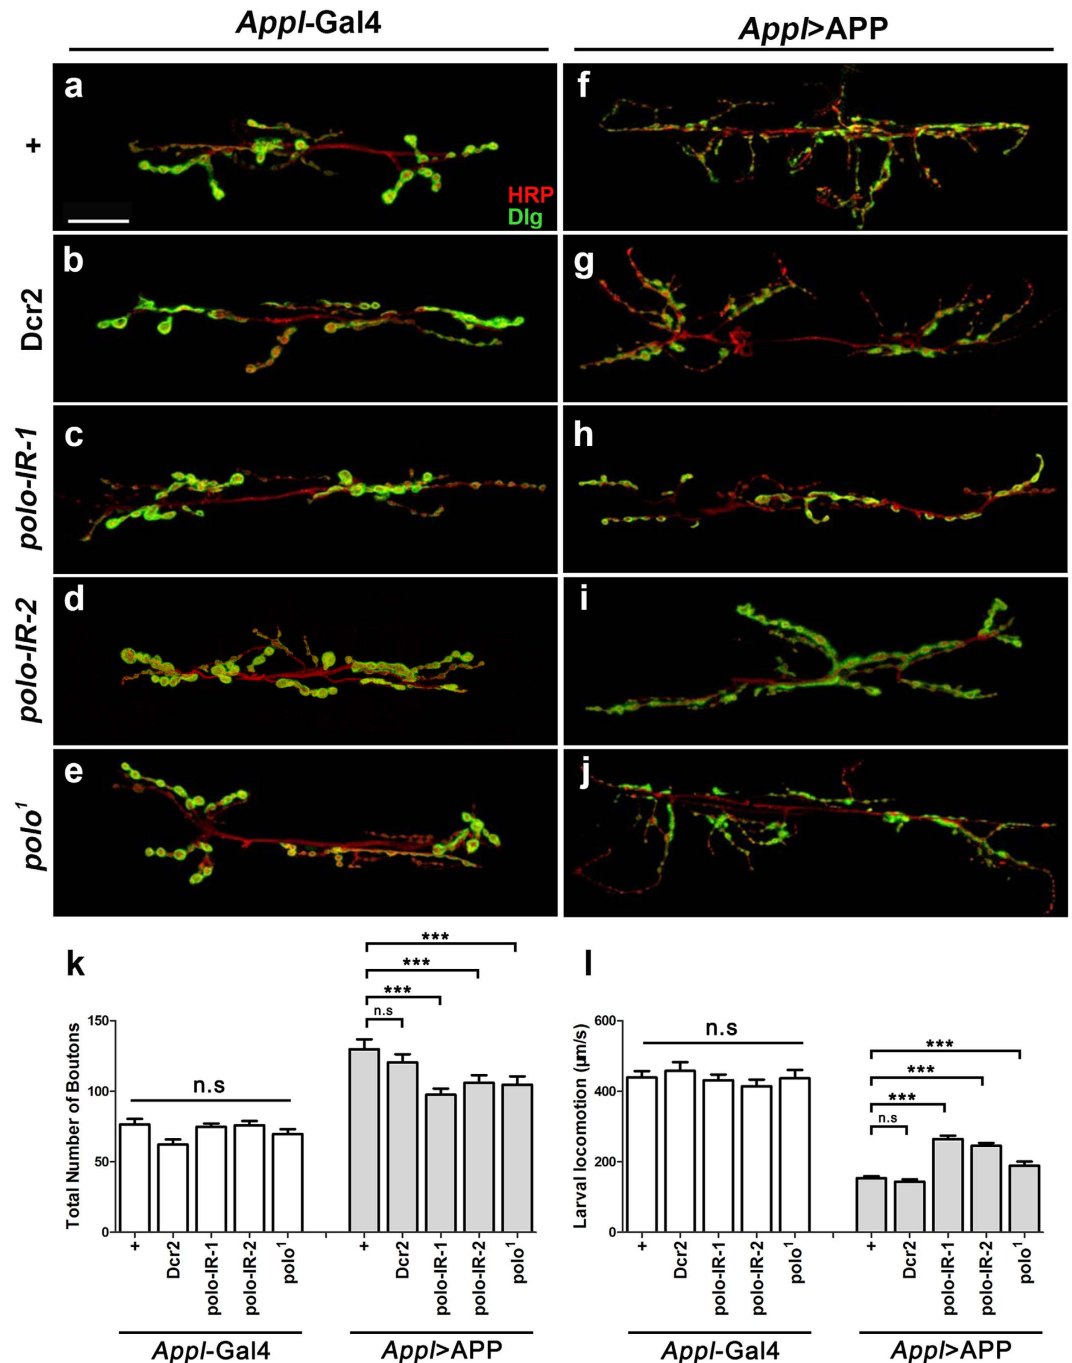 Appl-Gal4
Appl>APP
+
a
f
HRP
Dlg
Dcr2
b
g
polo-IR-1
c
h
polo-IR-2
d
i
polo1
e
j
k
Total Number of Boutons
150
100
50
0
n.s
***
***
***
n.s
+
Dcr2
polo-IR-1
polo-IR-2
polo1
+
Dcr2
polo-IR-1
polo-IR-2
polo1
Appl-Gal4
Appl>APP
l
Larval locomotion (μm/s)
600
400
200
0
n.s
***
***
***
n.s
+
Dcr2
polo-IR-1
polo-IR-2
polo1
+
Dcr2
polo-IR-1
polo-IR-2
polo1
Appl-Gal4
Appl>APP